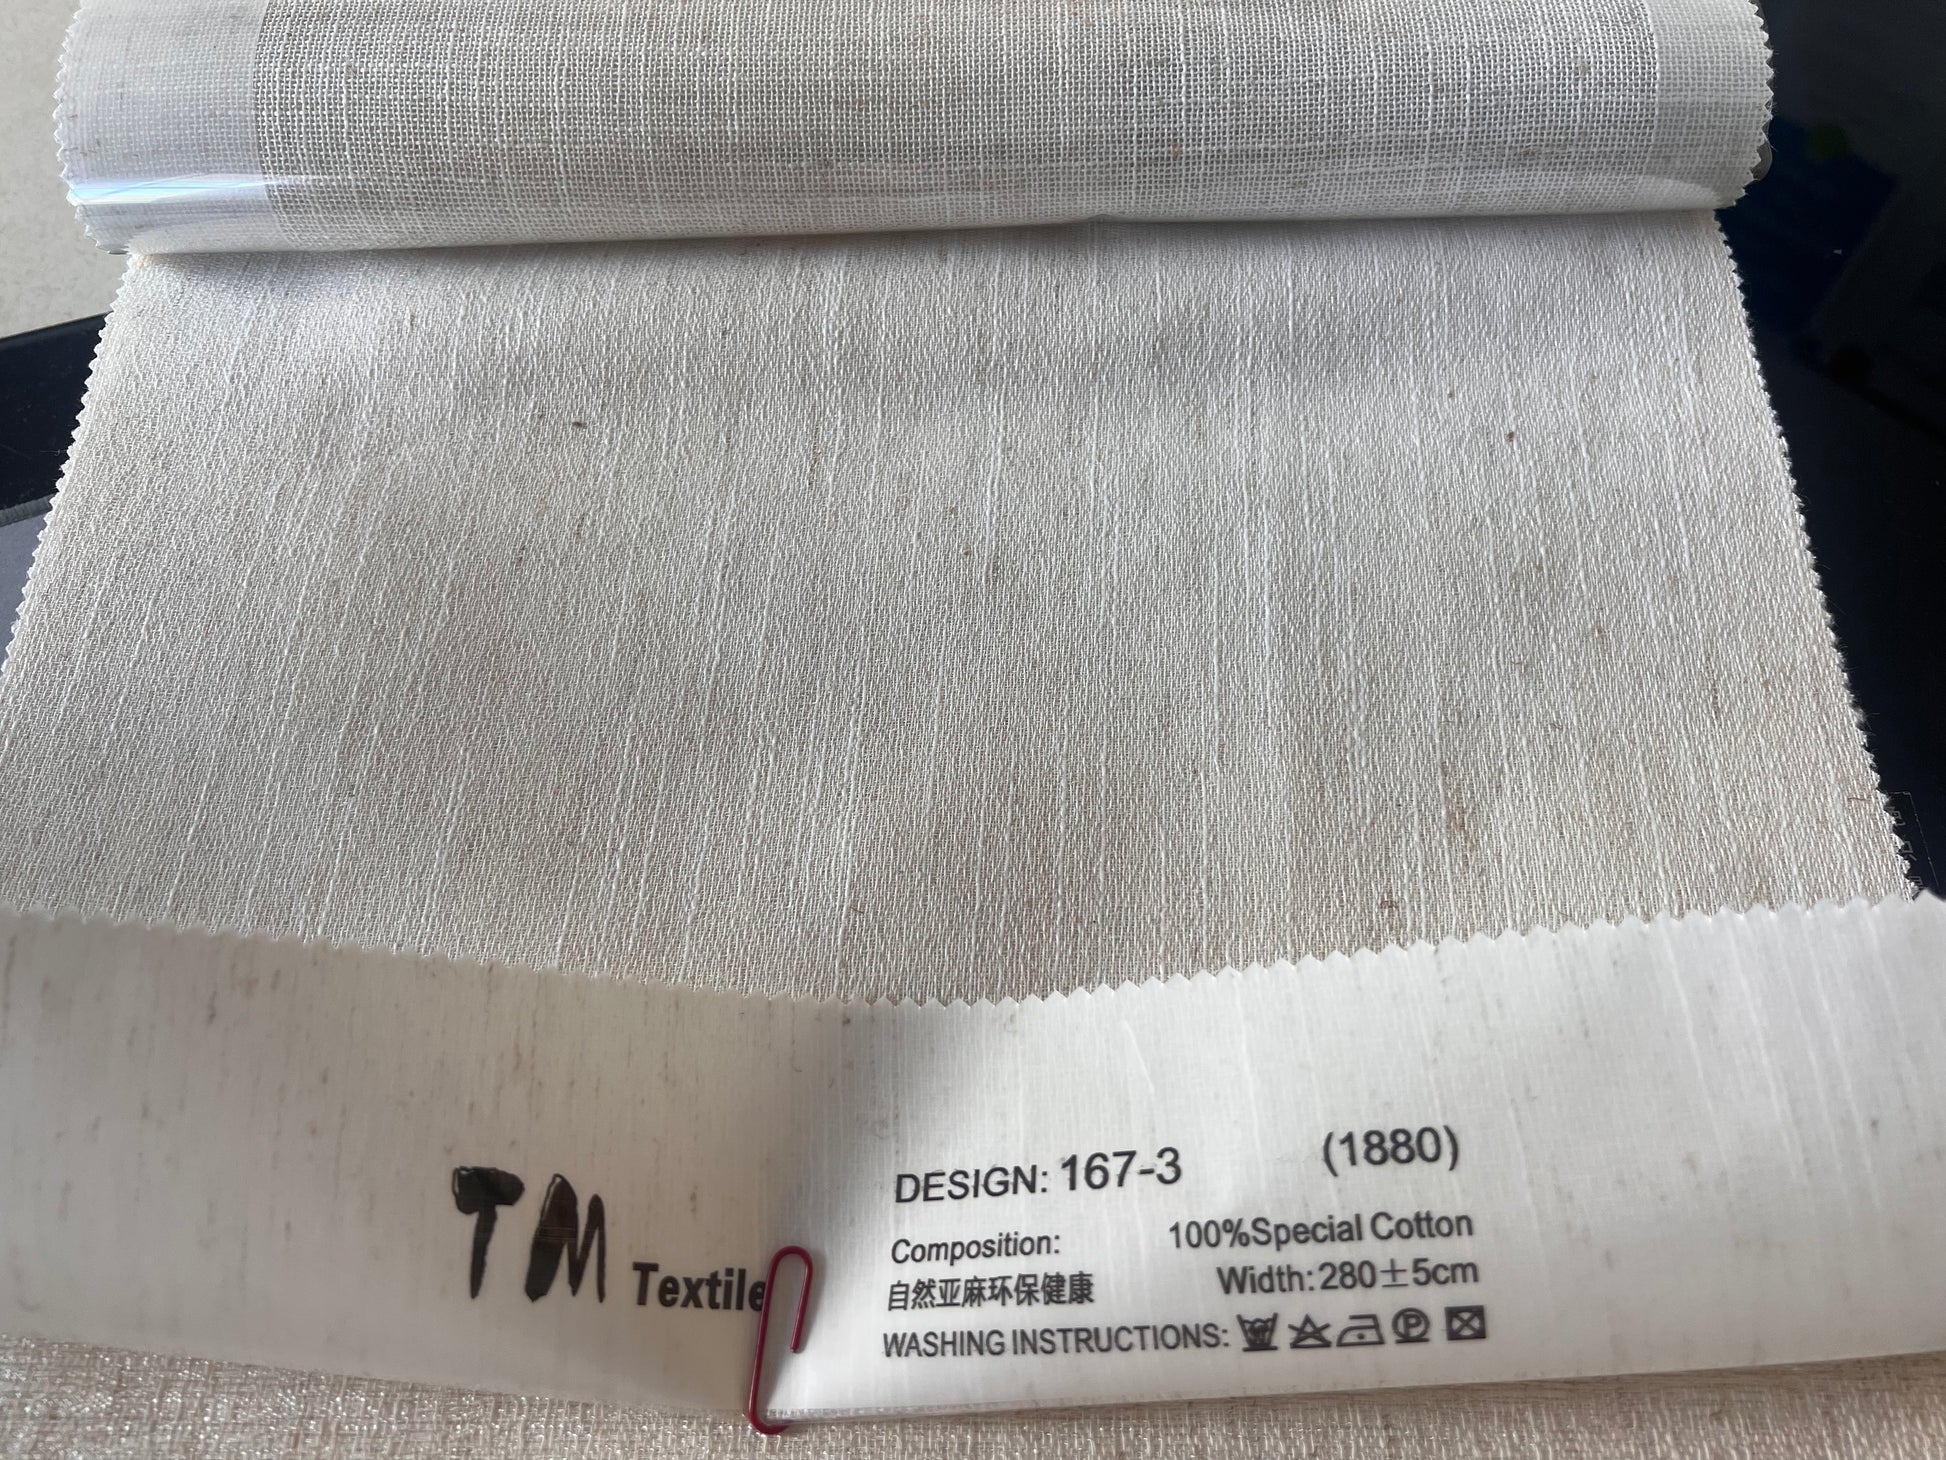 TM Textile
DESIGN: 167-3 (1880)
Composition: 100%Special Cotton
自然亚麻环保健康 Width:280±5cm
WASHING INSTRUCTIONS: